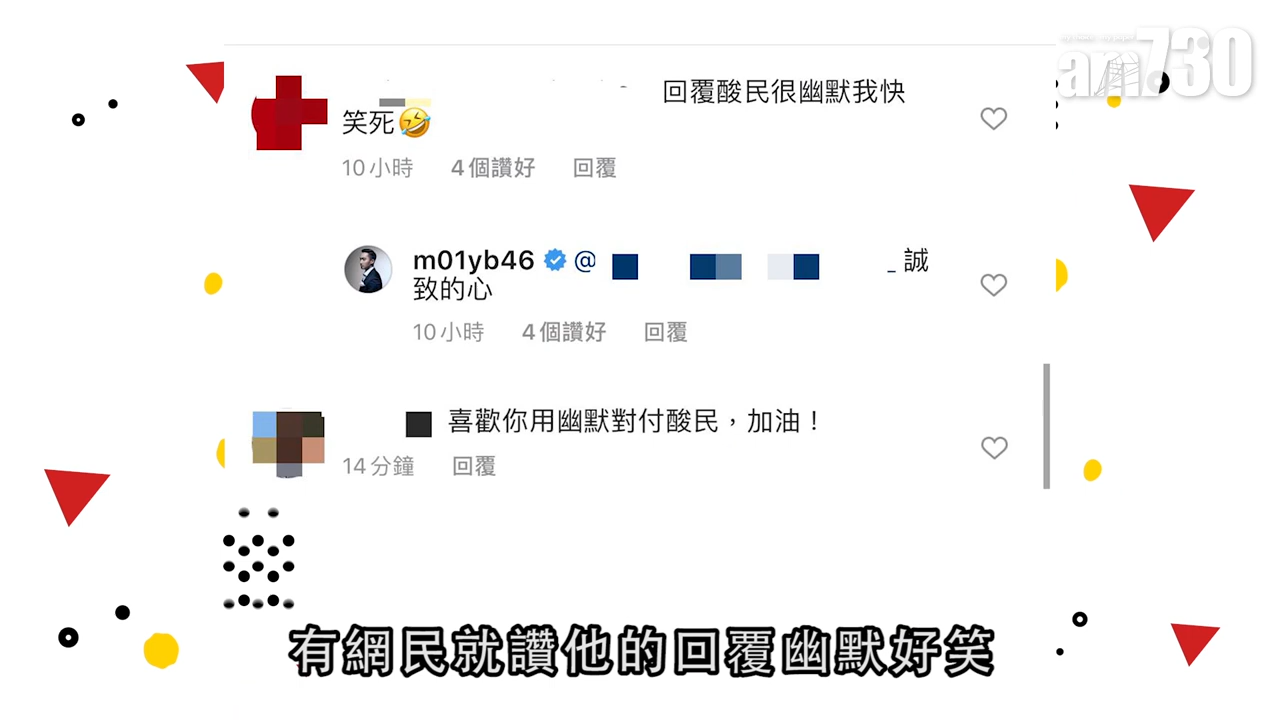 am730
回覆酸民很幽默我快
笑死🤣
10小時 4個讚好 回覆
m01yb46 @ _ 誠
致的心
10小時 4個讚好 回覆
喜歡你用幽默對付酸民，加油！
14分鐘 回覆
有網民就讚他的回覆幽默好笑